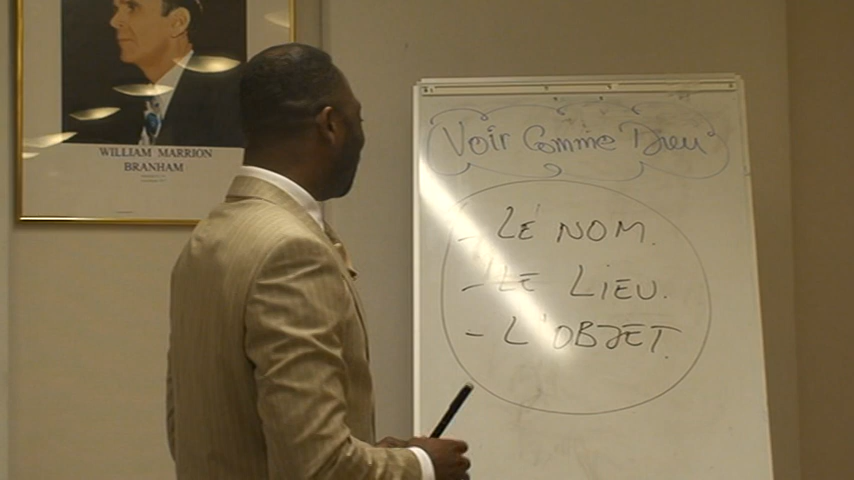 WILLIAM MARRION
BRANHAM
Voir Comme Dieu
- LE NOM.
- LE LIEU.
- L'OBJET.